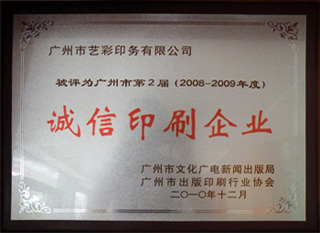 广州市艺彩印务有限公司
被评为广州市第2届（2008-2009年度）
诚信印刷企业
广州市文化广电新闻出版局
广州市出版印刷行业协会
二〇一〇年十二月